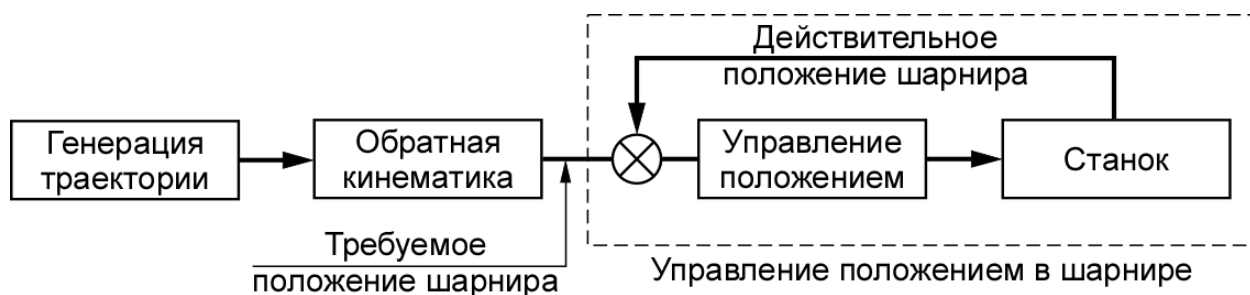 Действительное
положение шарнира
Генерация
траектории
Обратная
кинематика
Управление
положением
Станок
Требуемое
положение шарнира
Управление положением в шарнире